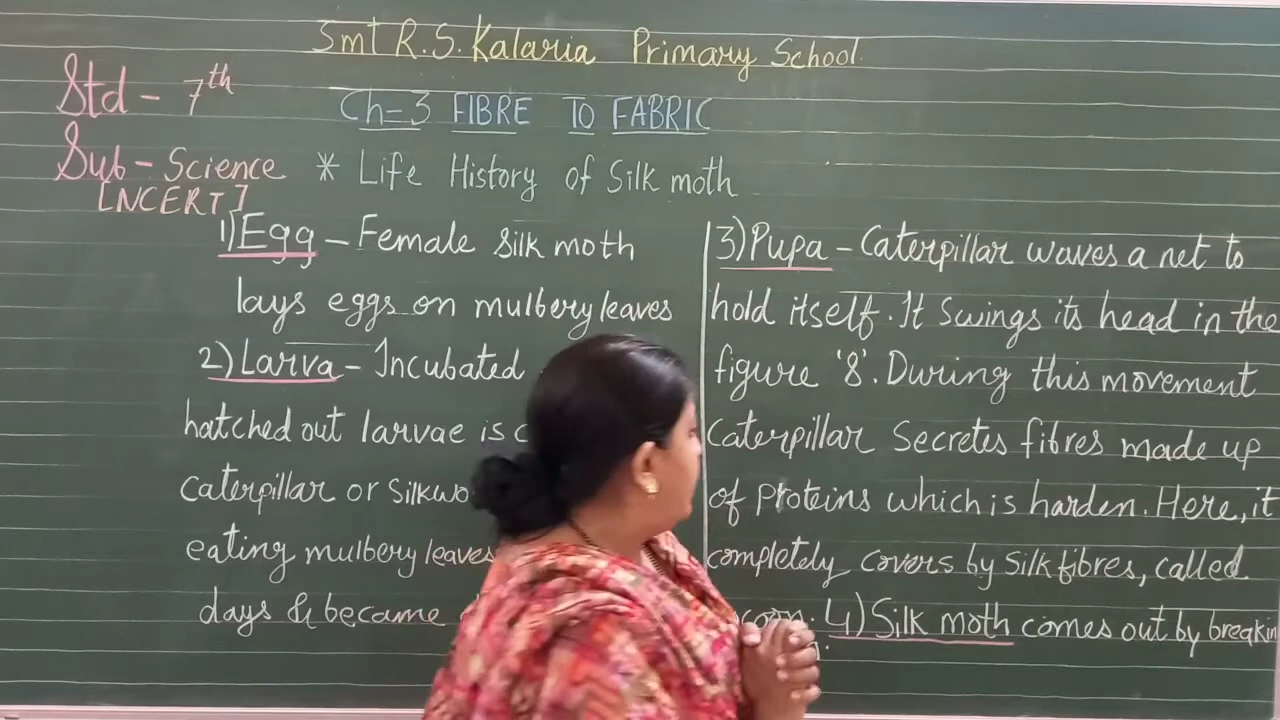 Smt R.S. Kalaria Primary School
Std - 7th
Ch=3 FIBRE TO FABRIC
Sub - Science
[NCERT]
* Life History of Silk moth
1) Egg - Female silk moth
lays eggs on mulbery leaves
2) Larva - Incubated
hatched out larvae is
caterpillar or
eating mulbery leaves
days & became
3) Pupa - Caterpillar waves a net to
hold itself. It swings its head in the
figure '8'. During this movement
caterpillar secretes fibres made up
of proteins which is harden. Here, it
completely covers by silk fibres, called
4) Silk moth comes out by